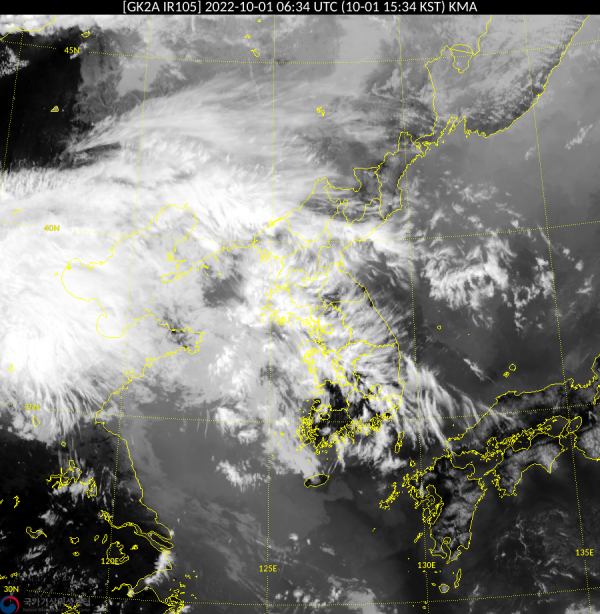 [GK2A IR105] 2022-10-01 06:34 UTC (10-01 15:34 KST) KMA
45N
40N
35N
120E
125E
130E
135E
30N